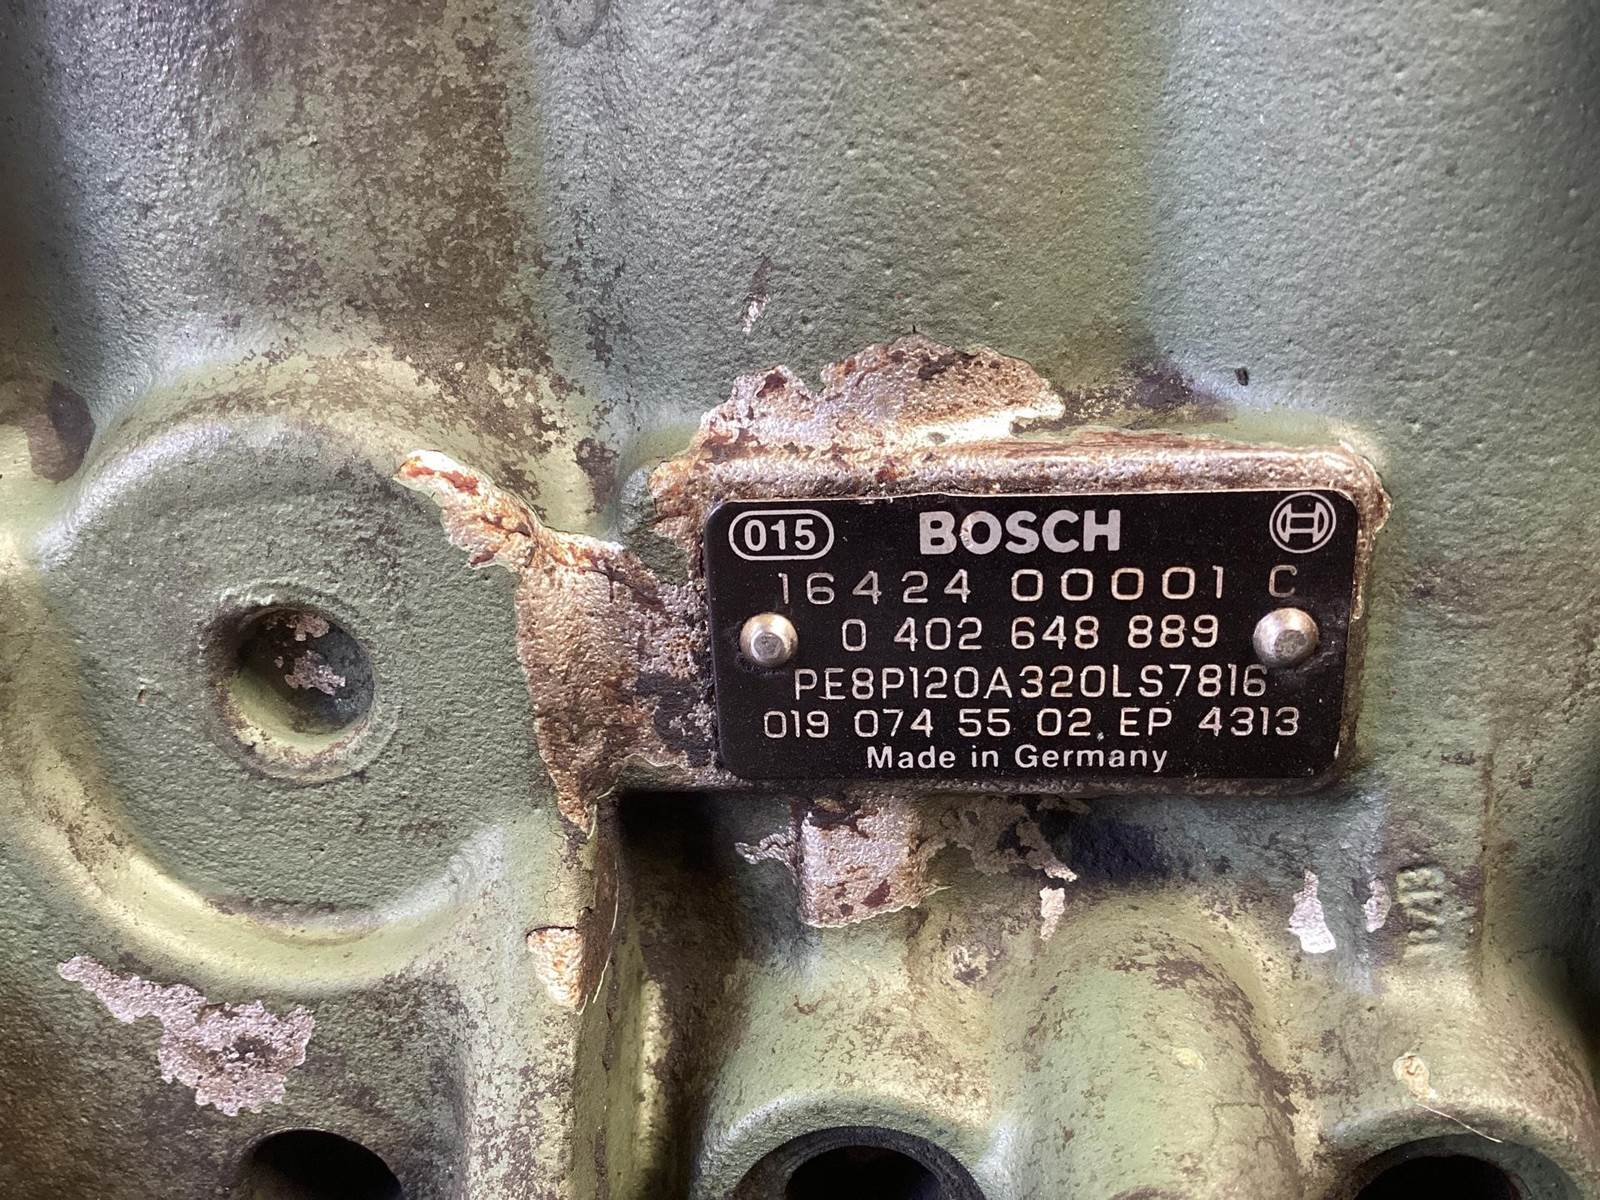 015 BOSCH
16424 00001 C
0 402 648 889
PE8P120A320LS7816
019 074 55 02 EP 4313
Made in Germany